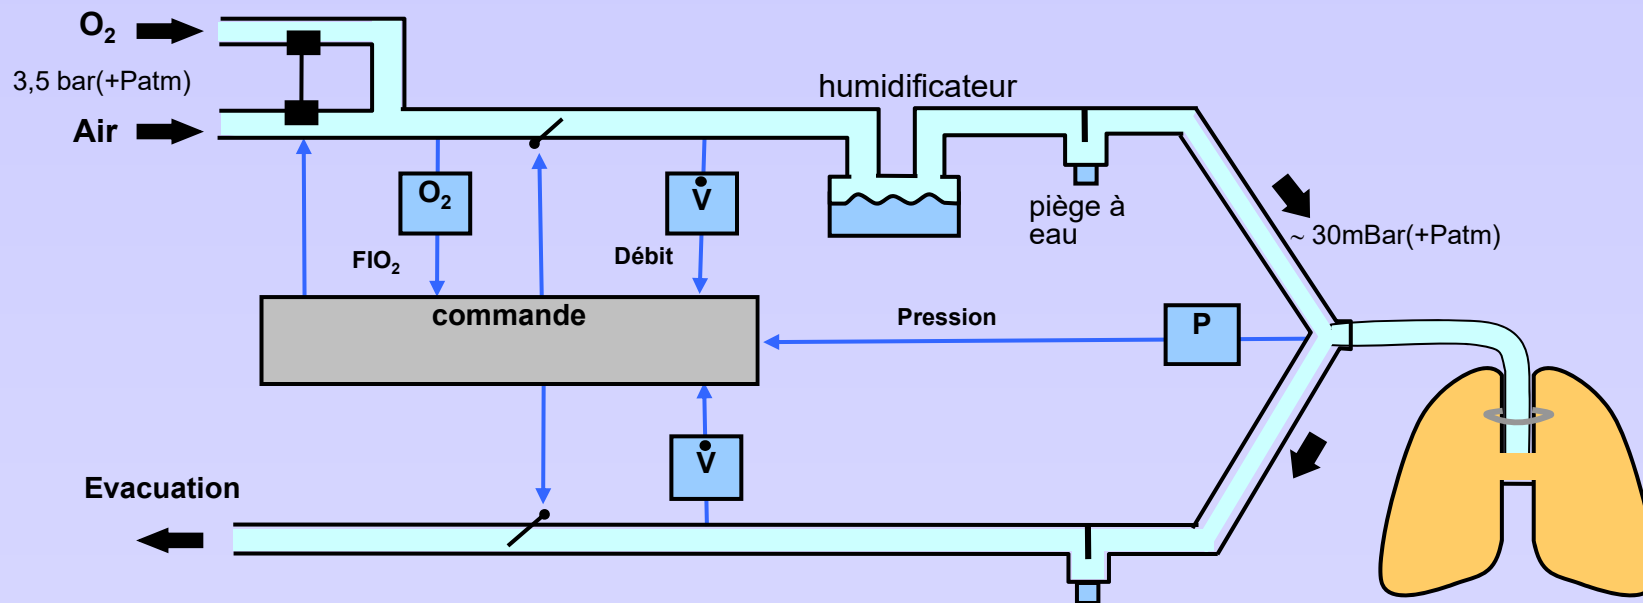 O₂
3,5 bar(+Patm)
Air
humidificateur
O₂
V̇
piège à
eau
~ 30mBar(+Patm)
FIO₂
Débit
commande
Pression
P
V̇
Evacuation